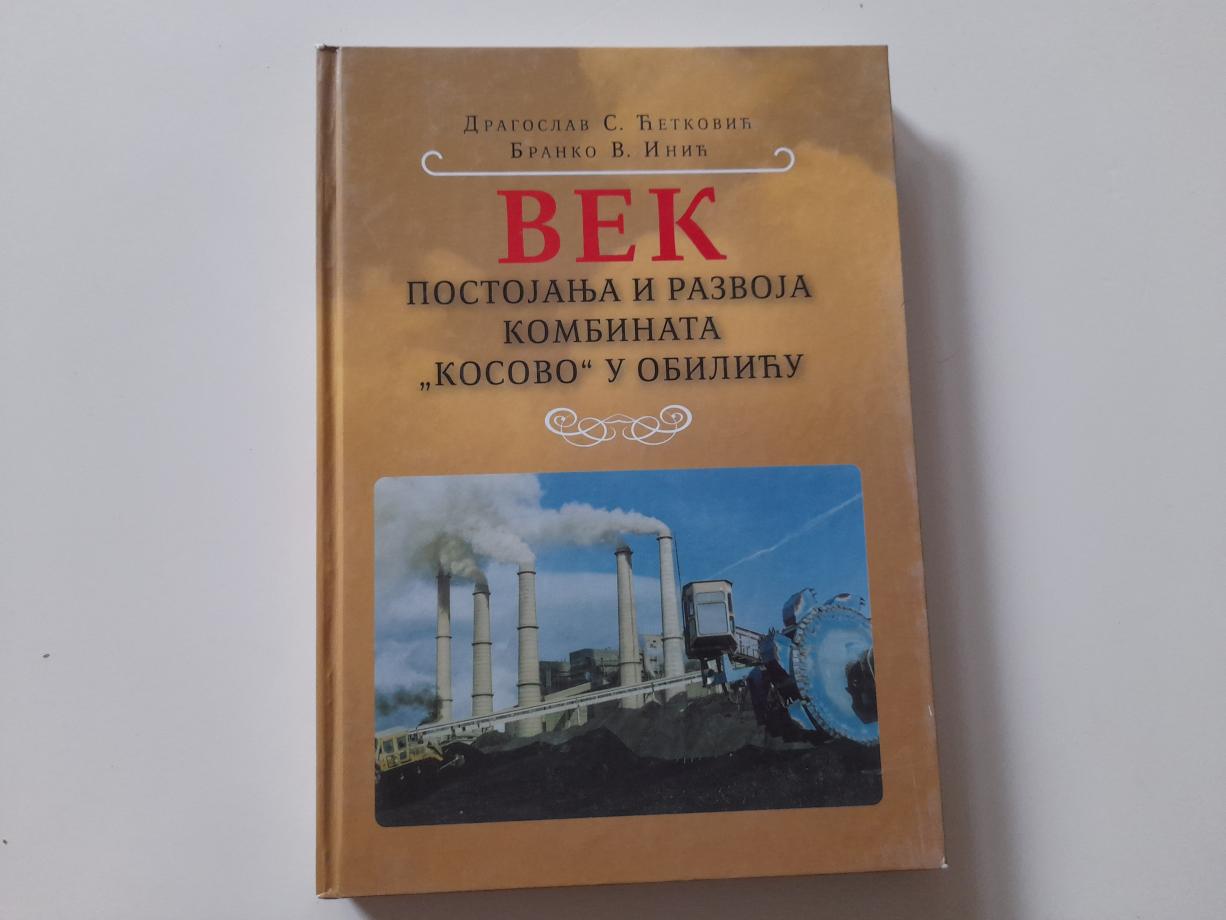 Драгослав С. Ћетковић
Бранко В. Инић
ВЕК
ПОСТОЈАЊА И РАЗВОЈА
КОМБИНАТА
„КОСОВО“ У ОБИЛИЋУ